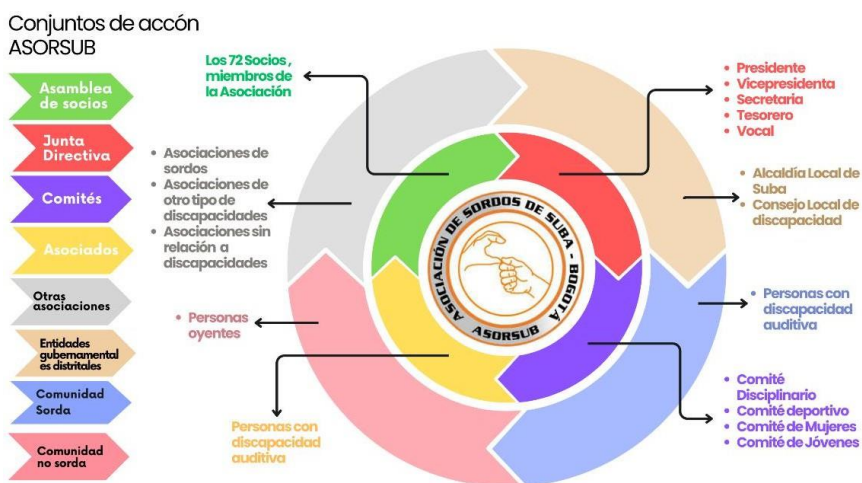 Conjuntos de accón
ASORSUB
Asamblea
de socios
Junta
Directiva
Comités
Asociados
Otras
asociaciones
Entidades
gubernamental
es distritales
Comunidad
Sorda
Comunidad
no sorda
Los 72 Socios ,
miembros de
la Asociación
• Asociaciones de
sordos
• Asociaciones de
otro tipo de
discapacidades
• Asociaciones sin
relación a
discapacidades
• Personas
oyentes
Personas con
discapacidad
auditiva
ASOCIACIÓN DE SORDOS DE SUBA - BOGOTÁ
ASORSUB
• Presidente
• Vicepresidenta
• Secretaria
• Tesorero
• Vocal
• Alcaldía Local de
Suba
• Consejo Local de
discapacidad
• Personas con
discapacidad
auditiva
• Comité
Disciplinario
• Comité deportivo
• Comité de Mujeres
• Comité de Jóvenes